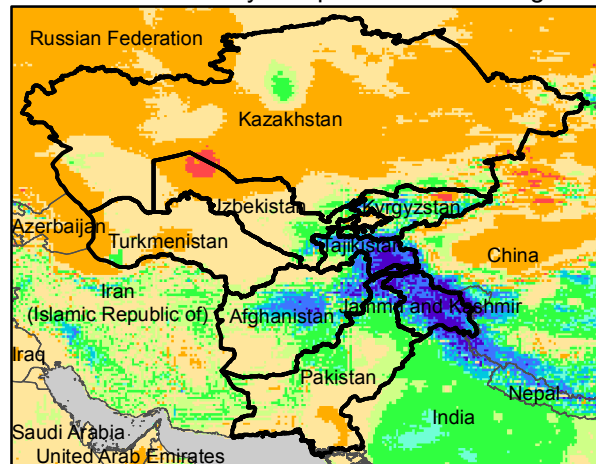 Russian Federation
Kazakhstan
Uzbekistan
Kyrgyzstan
Azerbaijan
Turkmenistan
Tajikistan
China
Iran
(Islamic Republic of)
Afghanistan
Jammu and Kashmir
Iraq
Pakistan
Nepal
India
Saudi Arabia
United Arab Emirates